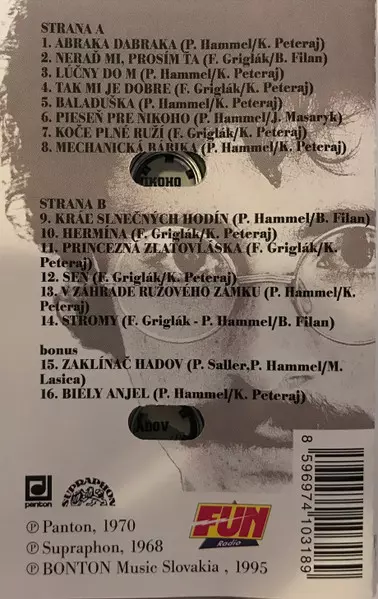 STRANA A
1. ABRAKA DABRAKA (P. Hammel/K. Peteraj)
2. NERAĎ MI, PROSÍM ŤA (F. Griglák/B. Filan)
3. LÚČNY DO M (P. Hammel/K. Peteraj)
4. TAK MI JE DOBRE (F. Griglák/K. Peteraj)
5. BALADUŠKA (P. Hammel/K. Peteraj)
6. PIESEŇ PRE NIKOHO (P. Hammel/J. Masaryk)
7. KOČE PLNÉ RUŽÍ (F. Griglák/K. Peteraj)
8. MECHANICKÁ BÁBIKA (P. Hammel/K. Peteraj)
STRANA B
9. KRÁĽ SLNEČNÝCH HODÍN (P. Hammel/B. Filan)
10. HERMÍNA (F. Griglák/K. Peteraj)
11. PRINCEZNÁ ZLATOVLÁSKA (F. Griglák/K.
Peteraj)
12. SEN (F. Griglák/K. Peteraj)
13. V ZÁHRADE RUŽOVÉHO ZÁMKU (P. Hammel/K.
Peteraj)
14. STROMY (F. Griglák - P. Hammel/B. Filan)
bonus
15. ZAKLÍNAČ HADOV (P. Saller,P. Hammel/M.
Lasica)
16. BIELY ANJEL (P. Hammel/K. Peteraj)
panton
SUPRAPHON
FUN
Radio
℗ Panton, 1970
℗ Supraphon, 1968
℗ BONTON Music Slovakia , 1995
8 596974 103189